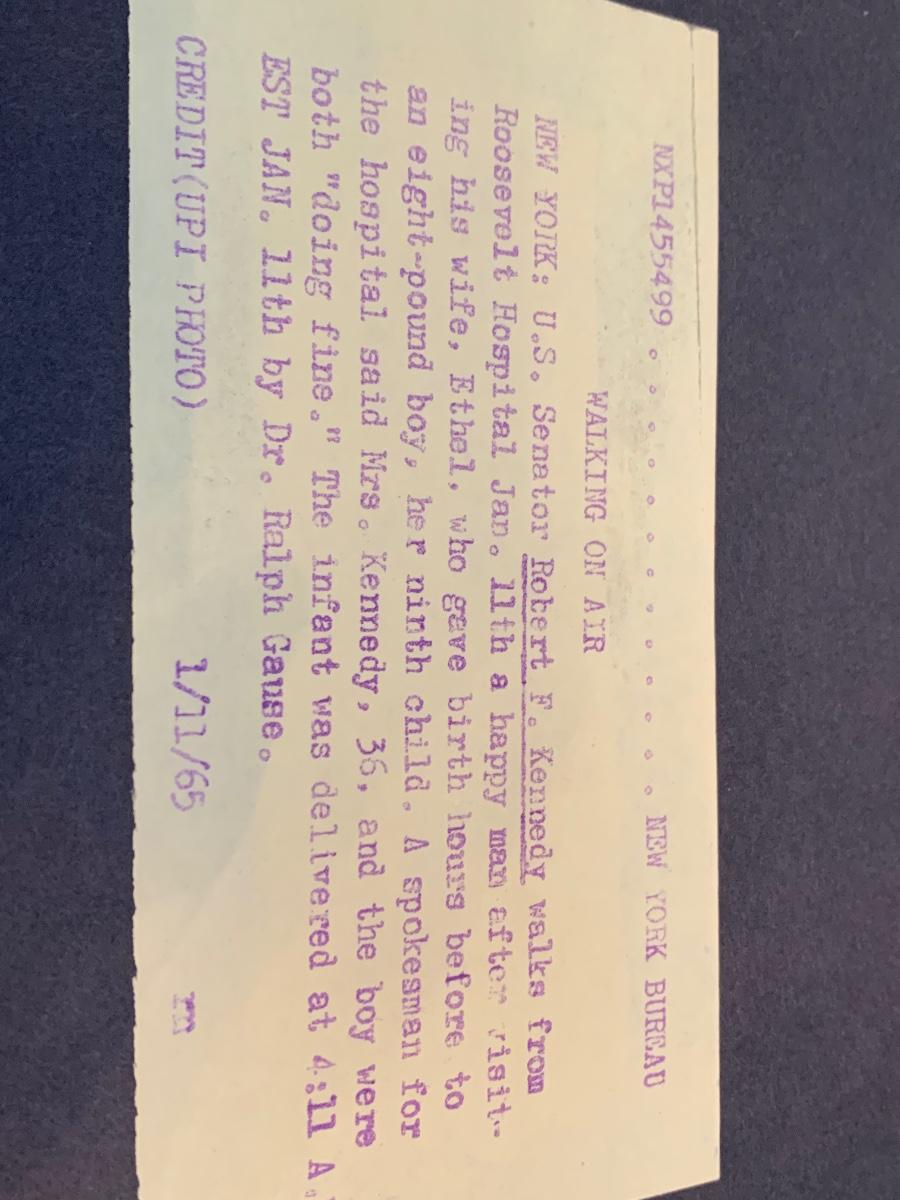 NXP1455499 . . . . . . . . . . . . . NEW YORK BUREAU
WALKING ON AIR
NEW YORK: U.S. Senator Robert F. Kennedy walks from
Roosevelt Hospital Jan. 11th a happy man after visit-
ing his wife, Ethel, who gave birth hours before to
an eight-pound boy, her ninth child. A spokesman for
the hospital said Mrs. Kennedy, 36, and the boy were
both "doing fine." The infant was delivered at 4:11 A.
EST JAN. 11th by Dr. Ralph Gause.
CREDIT(UPI PHOTO) 1/11/65 rm